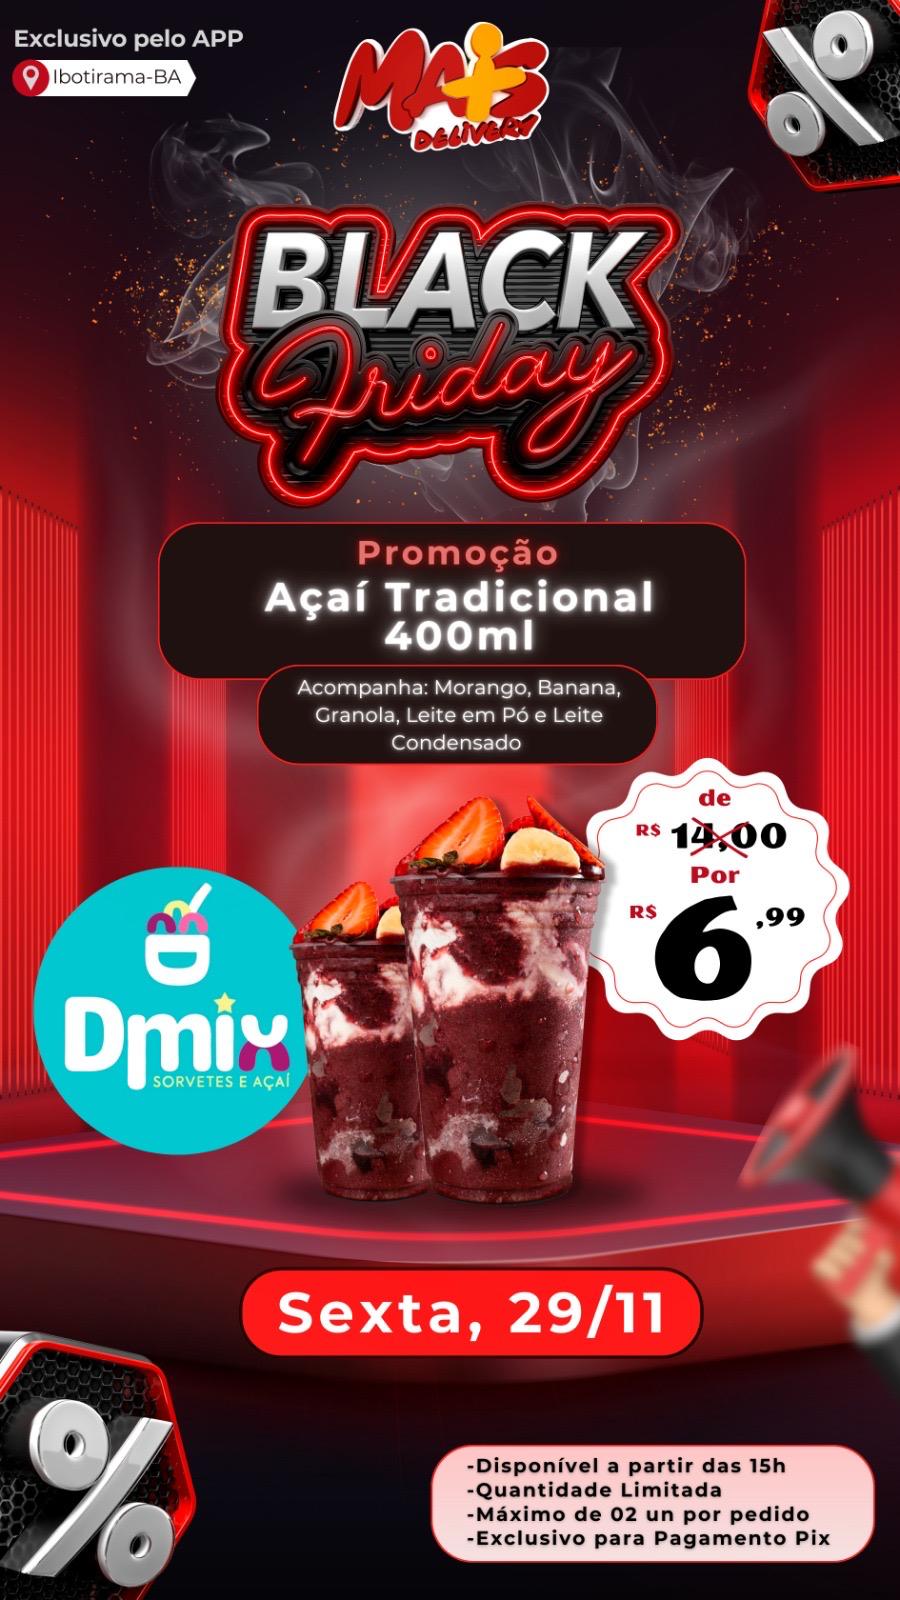 Exclusivo pelo APP
Ibotirama-BA
MAIS
DELIVERY
BLACK
Friday
Promoção
Açaí Tradicional
400ml
Acompanha: Morango, Banana,
Granola, Leite em Pó e Leite
Condensado
de
R$ 14,00
Por
R$ 6,99
Dmix
SORVETES E AÇAÍ
Sexta, 29/11
-Disponível a partir das 15h
-Quantidade Limitada
-Máximo de 02 un por pedido
-Exclusivo para Pagamento Pix